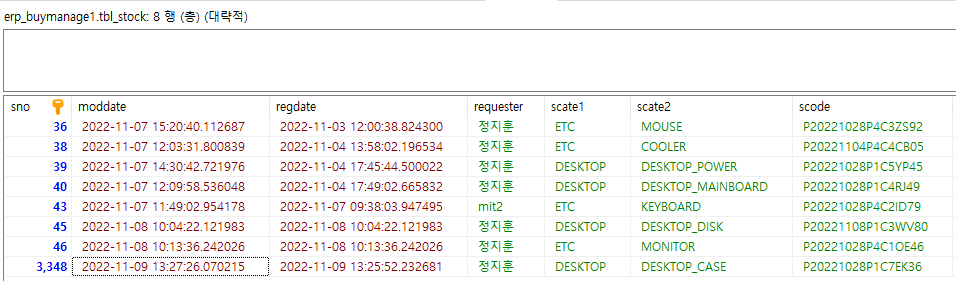 erp_buymanage1.tbl_stock: 8 행 (총) (대략적)
sno moddate regdate requester scate1 scate2 scode
36 2022-11-07 15:20:40.112687 2022-11-03 12:00:38.824300 정지훈 ETC MOUSE P20221028P4C3ZS92
38 2022-11-07 12:03:31.800839 2022-11-04 13:58:02.196534 정지훈 ETC COOLER P20221104P4C4CB05
39 2022-11-07 14:30:42.721976 2022-11-04 17:45:44.500022 정지훈 DESKTOP DESKTOP_POWER P20221028P1C5YP45
40 2022-11-07 12:09:58.536048 2022-11-04 17:49:02.665832 정지훈 DESKTOP DESKTOP_MAINBOARD P20221028P1C4RJ49
43 2022-11-07 11:49:02.954178 2022-11-07 09:38:03.947495 mit2 ETC KEYBOARD P20221028P4C2ID79
45 2022-11-08 10:04:22.121983 2022-11-08 10:04:22.121983 정지훈 DESKTOP DESKTOP_DISK P20221108P1C3WV80
46 2022-11-08 10:13:36.242026 2022-11-08 10:13:36.242026 정지훈 ETC MONITOR P20221028P4C1OE46
3,348 2022-11-09 13:27:26.070215 2022-11-09 13:25:52.232681 정지훈 DESKTOP DESKTOP_CASE P20221028P1C7EK36